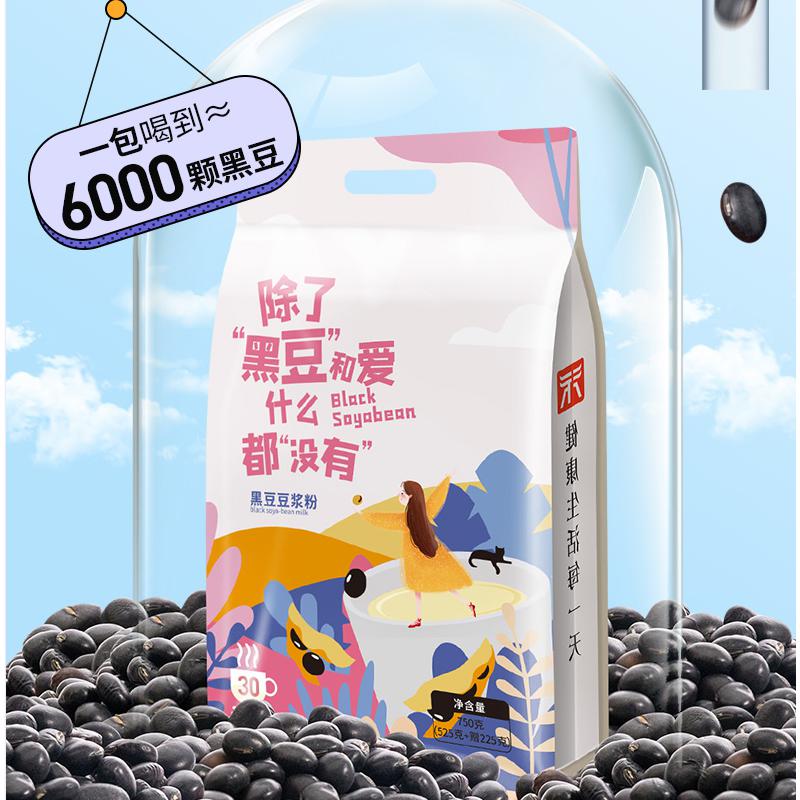 一包喝到≈
6000颗黑豆
除了
“黑豆”和爱
什么
Black
Soyabean
都“没有”
黑豆豆浆粉
black soya-bean milk
健康生活每一天
30
净含量
750克
(525克+赠225克)